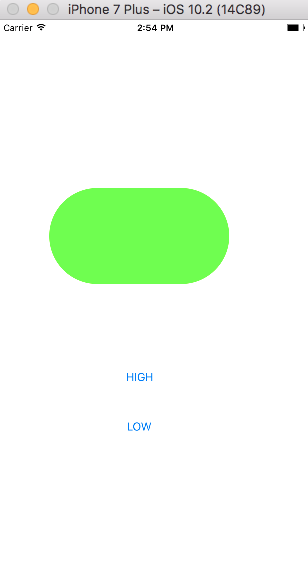 iPhone 7 Plus – iOS 10.2 (14C89)
Carrier 2:54 PM
HIGH
LOW